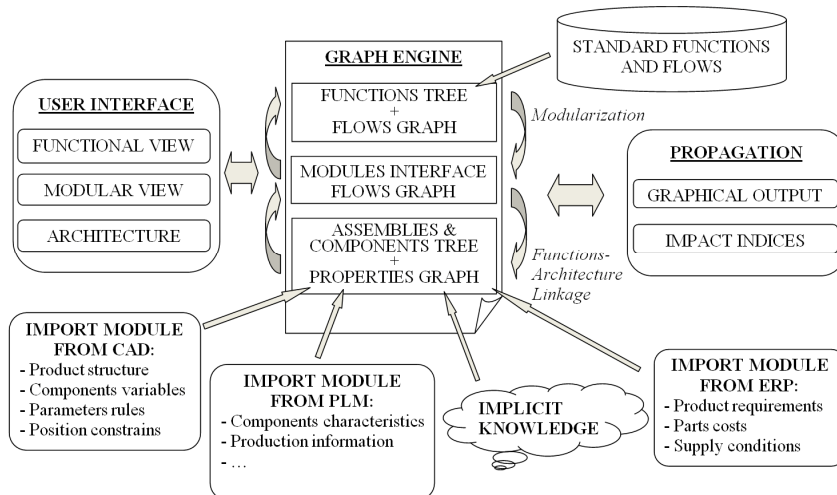 GRAPH ENGINE
FUNCTIONS TREE
+
FLOWS GRAPH
MODULES INTERFACE
FLOWS GRAPH
ASSEMBLIES &
COMPONENTS TREE
+
PROPERTIES GRAPH
STANDARD FUNCTIONS
AND FLOWS
USER INTERFACE
FUNCTIONAL VIEW
MODULAR VIEW
ARCHITECTURE
Modularization
Functions-
Architecture
Linkage
PROPAGATION
GRAPHICAL OUTPUT
IMPACT INDICES
IMPORT MODULE
FROM CAD:
- Product structure
- Components variables
- Parameters rules
- Position constrains
IMPORT MODULE
FROM PLM:
- Components characteristics
- Production information
- ...
IMPLICIT
KNOWLEDGE
IMPORT MODULE
FROM ERP:
- Product requirements
- Parts costs
- Supply conditions